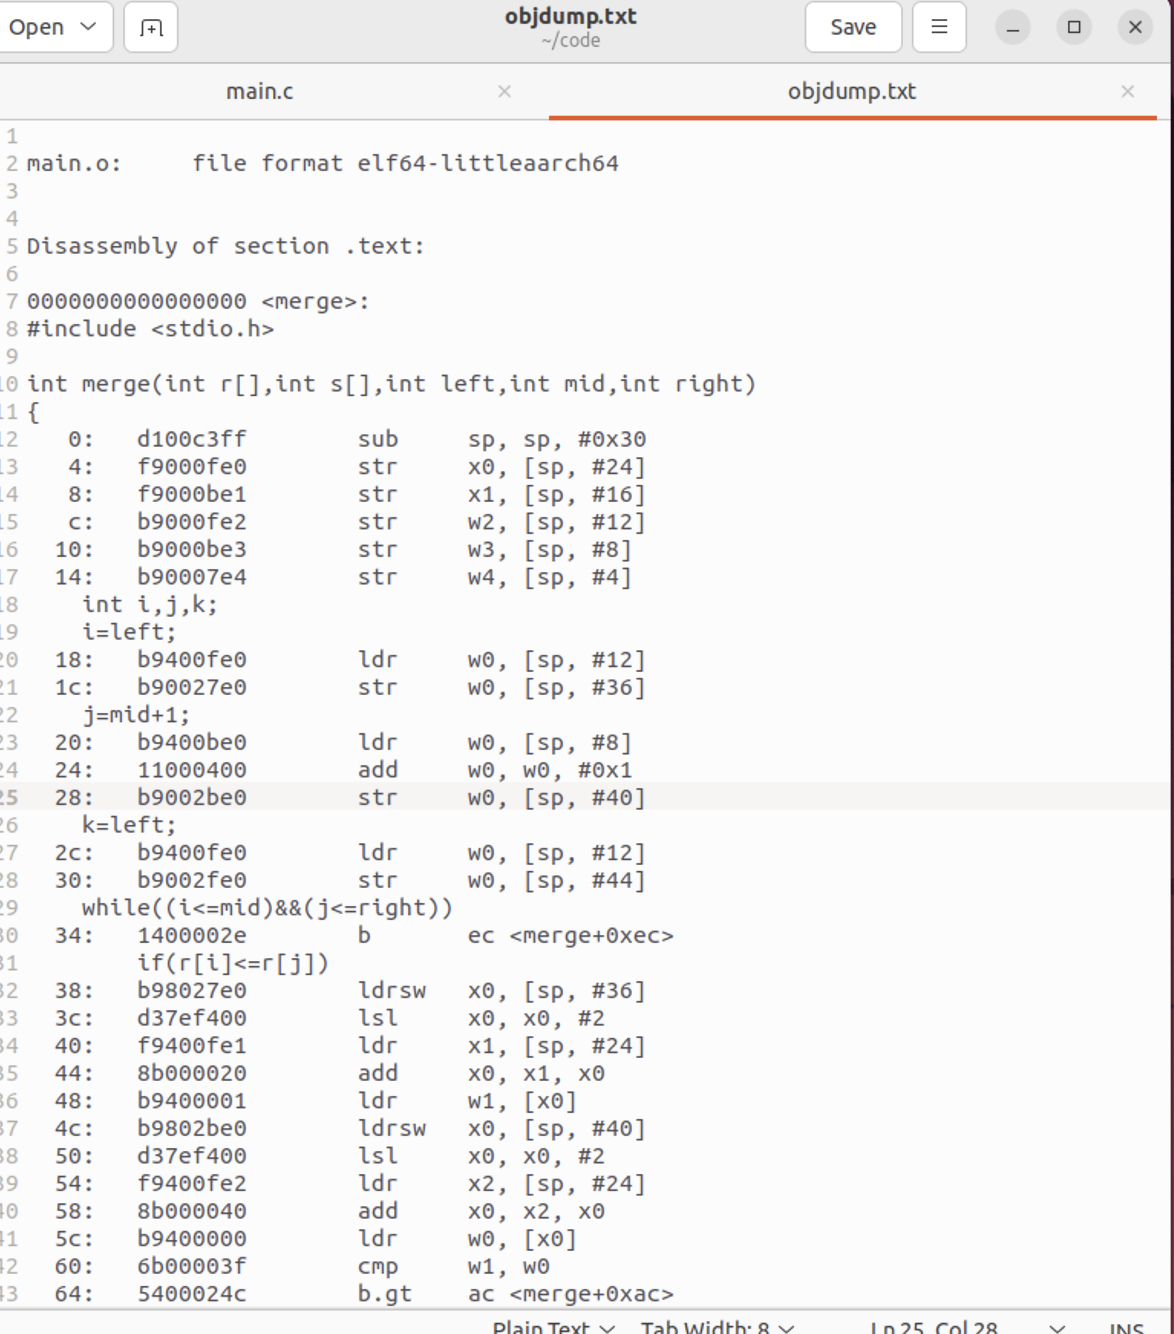 Open
objdump.txt
~/code
Save
main.c
objdump.txt
1
2 main.o:     file format elf64-littleaarch64
3
4
5 Disassembly of section .text:
6
7 0000000000000000 <merge>:
8 #include <stdio.h>
9
10 int merge(int r[],int s[],int left,int mid,int right)
11 {
12    0:   d100c3ff        sub     sp, sp, #0x30
13    4:   f9000fe0        str     x0, [sp, #24]
14    8:   f9000be1        str     x1, [sp, #16]
15    c:   b9000fe2        str     w2, [sp, #12]
16   10:   b9000be3        str     w3, [sp, #8]
17   14:   b90007e4        str     w4, [sp, #4]
18     int i,j,k;
19     i=left;
20   18:   b9400fe0        ldr     w0, [sp, #12]
21   1c:   b90027e0        str     w0, [sp, #36]
22     j=mid+1;
23   20:   b9400be0        ldr     w0, [sp, #8]
24   24:   11000400        add     w0, w0, #0x1
25   28:   b9002be0        str     w0, [sp, #40]
26     k=left;
27   2c:   b9400fe0        ldr     w0, [sp, #12]
28   30:   b9002fe0        str     w0, [sp, #44]
29     while((i<=mid)&&(j<=right))
30   34:   1400002e        b       ec <merge+0xec>
31         if(r[i]<=r[j])
32   38:   b98027e0        ldrsw   x0, [sp, #36]
33   3c:   d37ef400        lsl     x0, x0, #2
34   40:   f9400fe1        ldr     x1, [sp, #24]
35   44:   8b000020        add     x0, x1, x0
36   48:   b9400001        ldr     w1, [x0]
37   4c:   b9802be0        ldrsw   x0, [sp, #40]
38   50:   d37ef400        lsl     x0, x0, #2
39   54:   f9400fe2        ldr     x2, [sp, #24]
40   58:   8b000040        add     x0, x2, x0
41   5c:   b9400000        ldr     w0, [x0]
42   60:   6b00003f        cmp     w1, w0
43   64:   5400024c        b.gt    ac <merge+0xac>
Plain Text   Tab Width: 8   Ln 25, Col 28   INS